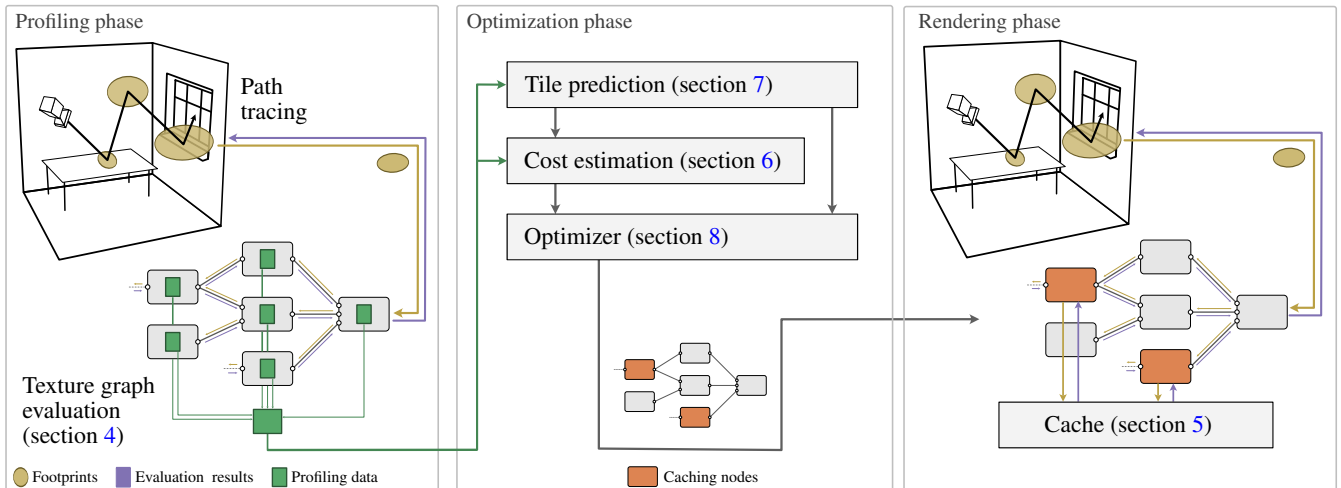 Profiling phase
Path
tracing
Texture graph
evaluation
(section 4)
Footprints
Evaluation results
Profiling data
Optimization phase
Tile prediction (section 7)
Cost estimation (section 6)
Optimizer (section 8)
Caching nodes
Rendering phase
Cache (section 5)